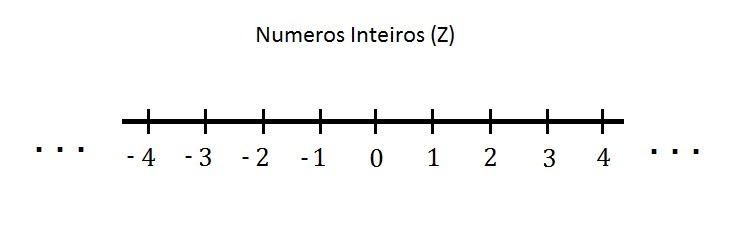 Numeros Inteiros (Z)
. . . - 4 - 3 - 2 - 1 0 1 2 3 4 . . .